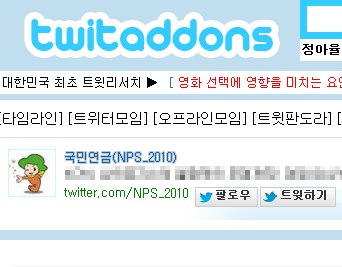 twitaddons
정아율
대한민국 최초 트윗리서치 ▶ [ 영화 선택에 영향을 미치는 요인
[타임라인] [트위터모임] [오프라인모임] [트윗판도라] [
국민연금(NPS_2010)
twitter.com/NPS_2010 팔로우 트윗하기